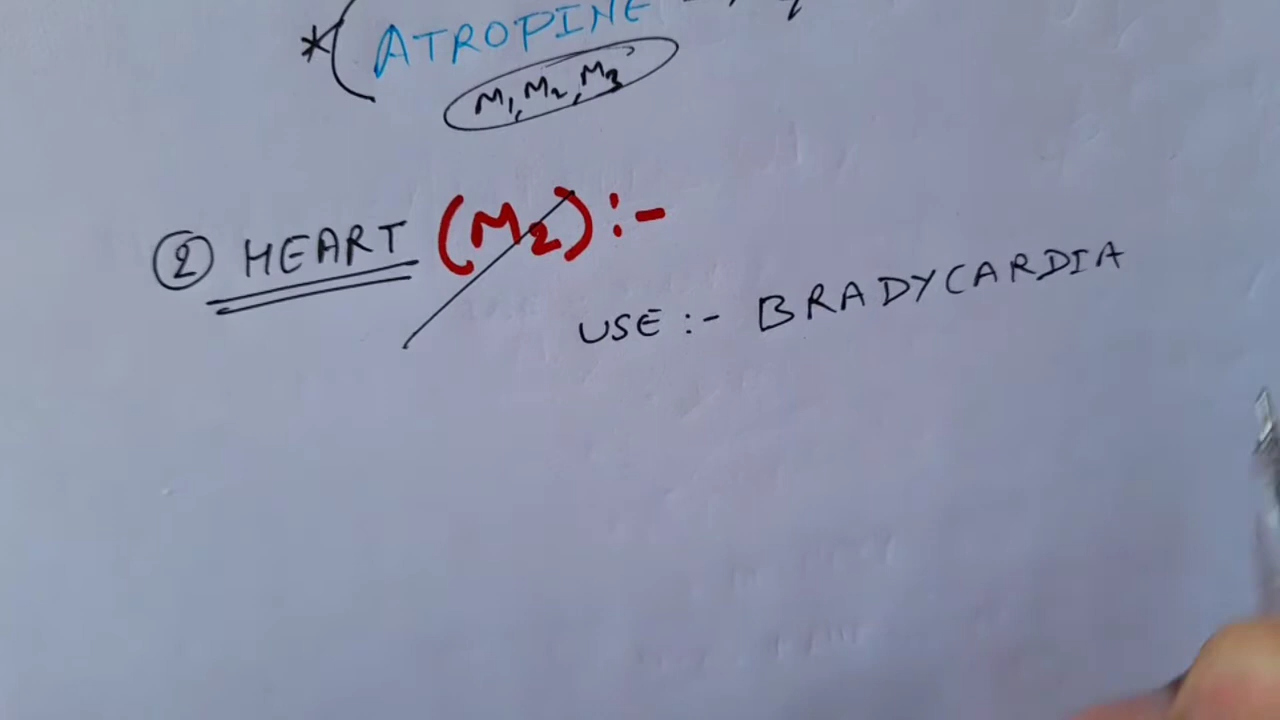 *( ATROPINE
M1, M2, M3
② HEART (M2) :-
USE :- BRADYCARDIA